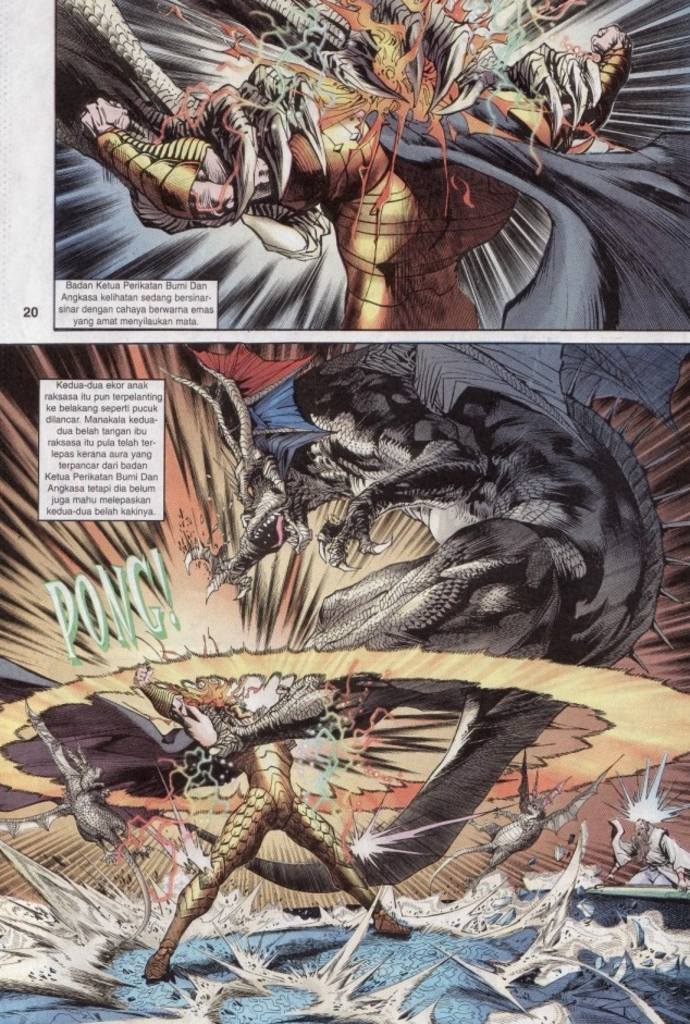 Badan Ketua Perikatan Bumi Dan
Angkasa kelihatan sedang bersinar-
sinar dengan cahaya berwarna emas
yang amat menyilaukan mata.
20
Kedua-dua ekor anak
raksasa itu pun terpelanting
ke belakang seperti pucuk
dilancar. Manakala kedua-
dua belah tangan ibu
raksasa itu pula telah ter-
lepas kerana aura yang
terpancar dari badan
Ketua Perikatan Bumi Dan
Angkasa tetapi dia belum
juga mahu melepaskan
kedua-dua belah kakinya.
PONG!